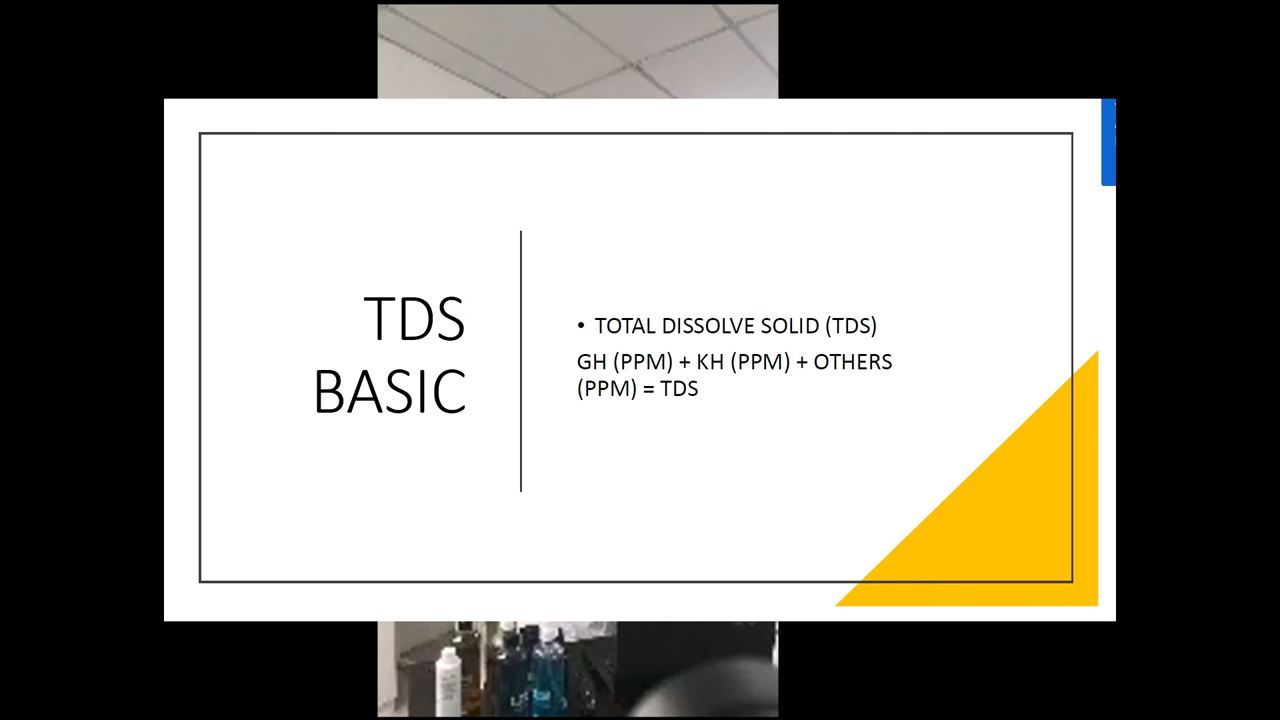 TDS
BASIC
• TOTAL DISSOLVE SOLID (TDS)
GH (PPM) + KH (PPM) + OTHERS
(PPM) = TDS